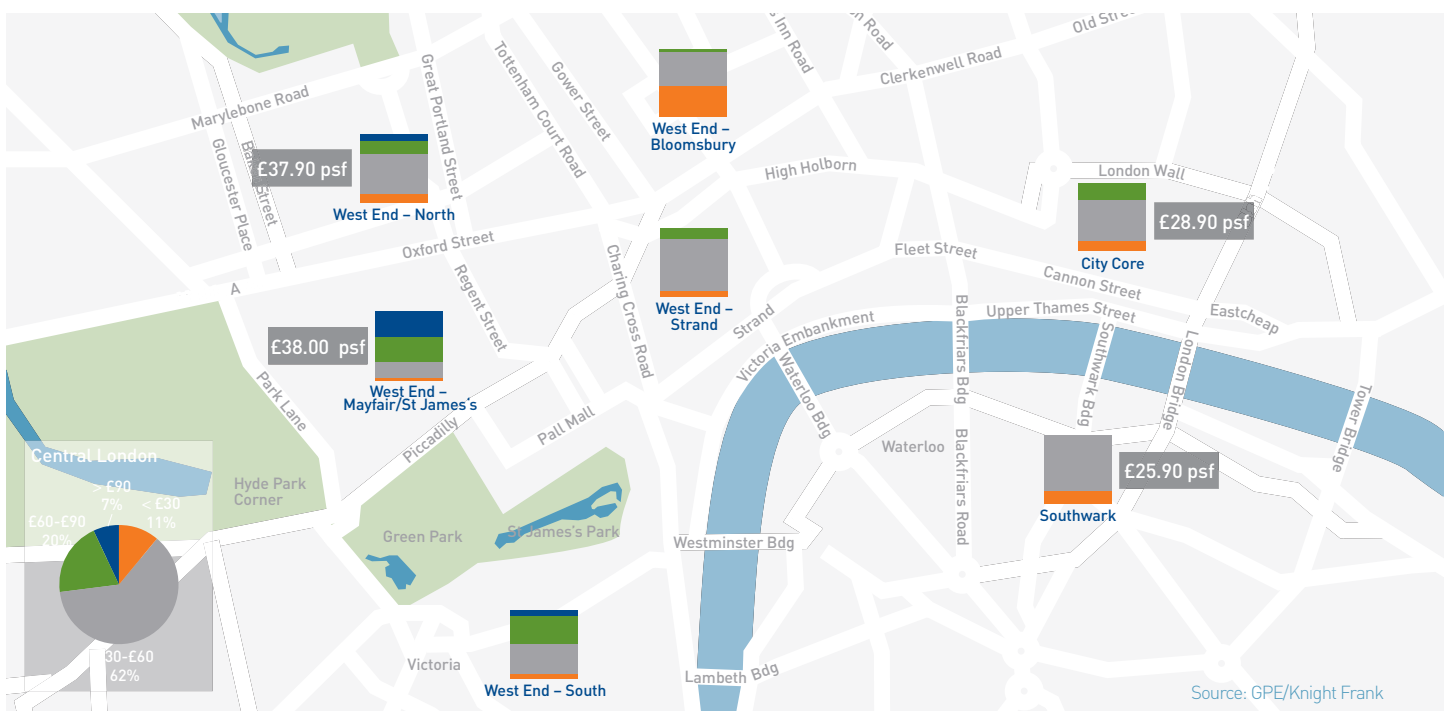 s Inn Road
n Road
Old Stree
Clerkenwell Road
Marylebone Road
Great Portland Street
Tottenham Court Road
Gower Street
West End –
Bloomsbury
Gloucester Place
Street
£37.90 psf
West End – North
High Holborn
London Wall
£28.90 psf
City Core
Oxford Street
Regent Street
Charing Cross Road
West End –
Strand
Fleet Street
Cannon Street
Upper Thames Street
Eastcheap
A
£38.00 psf
West End –
Mayfair/St James's
Strand
Victoria Embankment
Waterloo Bdg
Blackfriars Bdg
Southwark Bdg
London Bridge
Tower Bridge
Park Lane
Piccadilly
Pall Mall
Waterloo
Blackfriars Road
£25.90 psf
Southwark
Central London
> £90
7%
< £30
11%
£60-£90
20%
30-£60
62%
Hyde Park
Corner
Green Park
St James's Park
Westminster Bdg
Victoria
West End – South
Lambeth Bdg
Source: GPE/Knight Frank